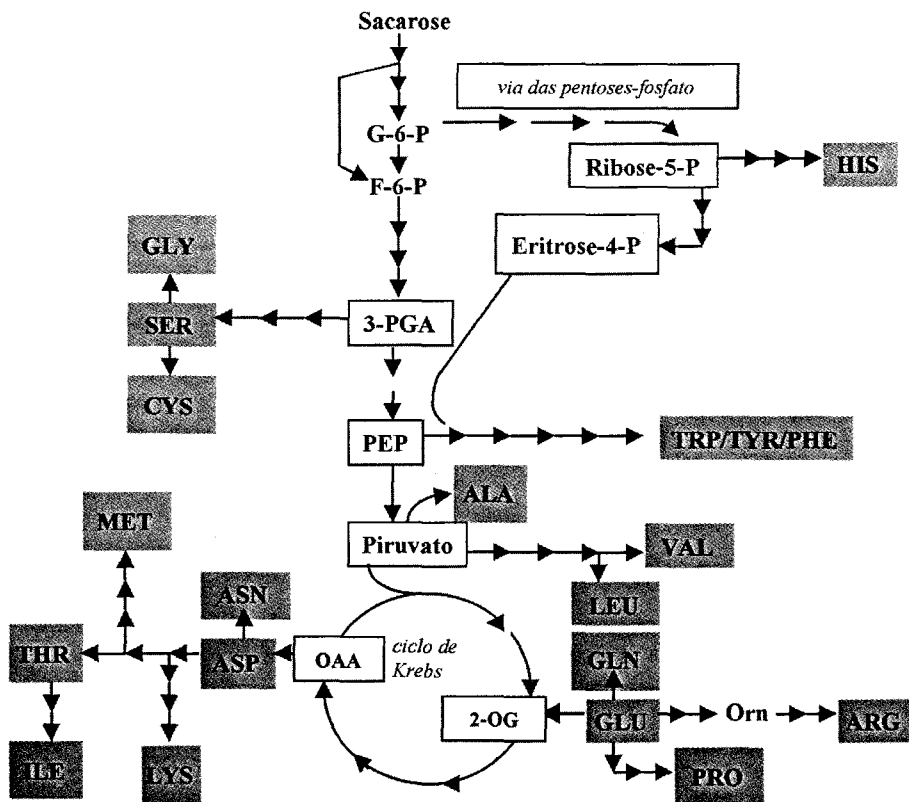 Sacarose
via das pentoses-fosfato
G-6-P
Ribose-5-P
HIS
F-6-P
GLY
Eritrose-4-P
SER
3-PGA
CYS
PEP
TRP/TYR/PHE
ALA
MET
Piruvato
VAL
ASN
LEU
THR
ASP
OAA
ciclo de
Krebs
GLN
2-OG
GLU
Orn
ARG
ILE
LYS
PRO